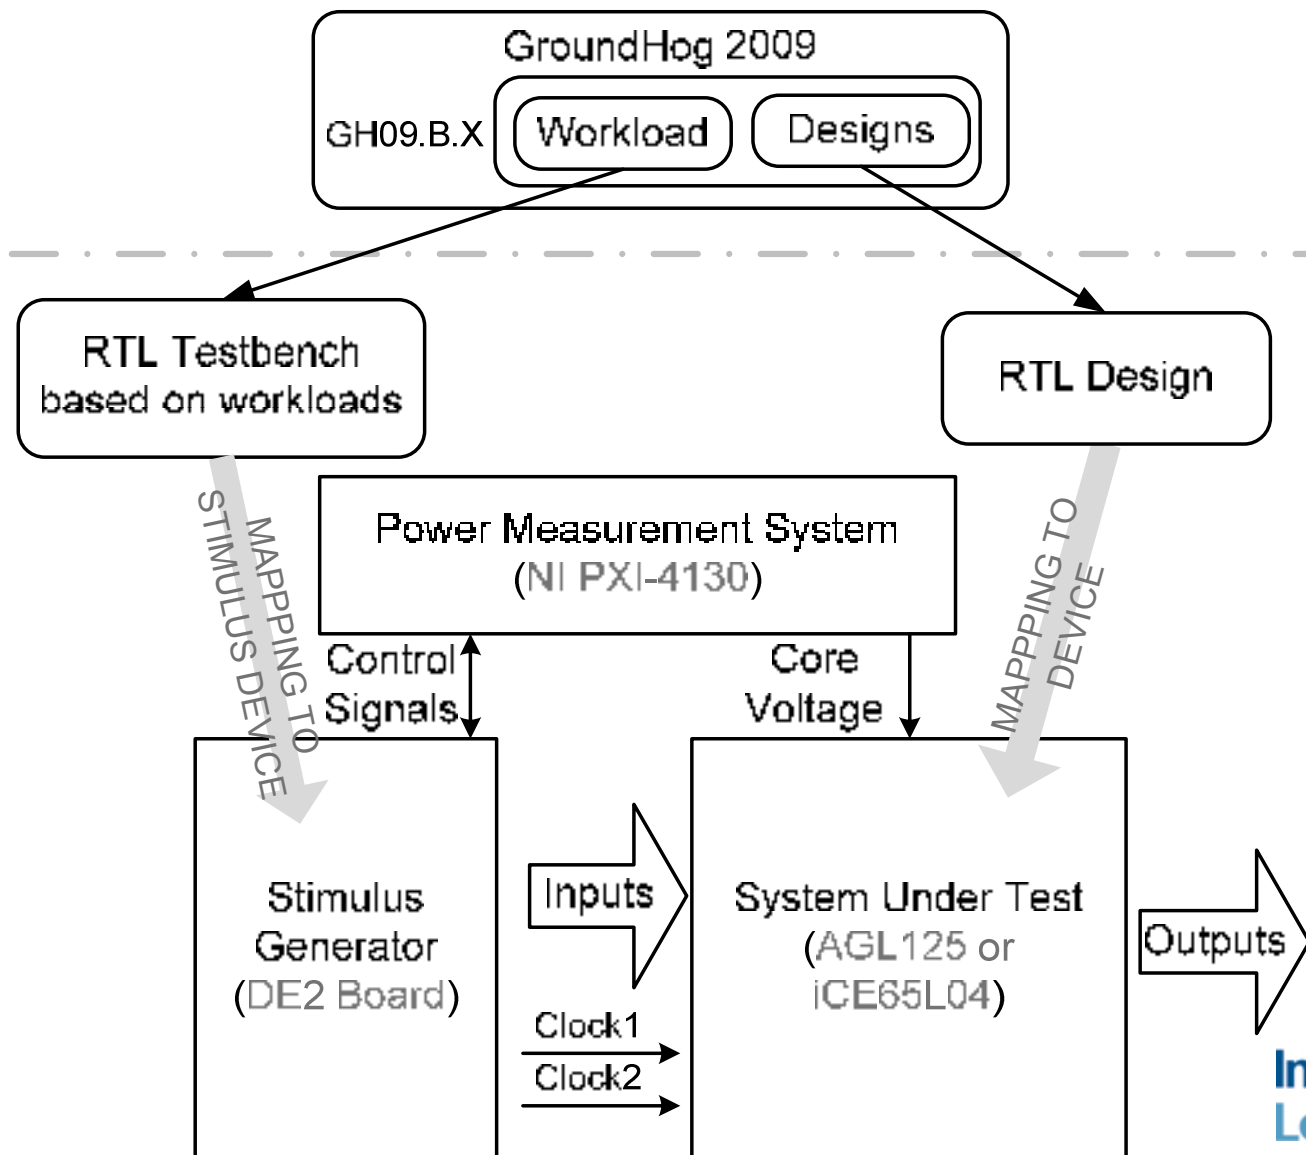 GroundHog 2009
GH09.B.X
Workload
Designs
RTL Testbench
based on workloads
RTL Design
MAPPPING TO
STIMULUS DEVICE
Power Measurement System
(NI PXI-4130)
MAPPPING TO
DEVICE
Control
Signals
Core
Voltage
Stimulus
Generator
(DE2 Board)
Inputs
Clock1
Clock2
System Under Test
(AGL125 or
iCE65L04)
Outputs